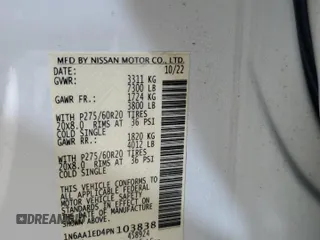 MFD BY NISSAN MOTOR CO., LTD.
DATE: 10/22
GVWR: 3311 KG
7300 LB
GAWR FR: 1724 KG
3800 LB
WITH P275/60R20 TIRES
20X8.0 RIMS AT 36 PSI
COLD SINGLE
GAWR RR: 1820 KG
4012 LB
WITH P275/60R20 TIRES
20X8.0 RIMS AT 36 PSI
COLD SINGLE
THIS VEHICLE CONFORMS TO ALL
APPLICABLE FEDERAL MOTOR
VEHICLE SAFETY STANDARDS
IN EFFECT ON THE DATE OF
MANUFACTURE SHOWN ABOVE.
1N6AA1ED4PN103838
DREAMBID